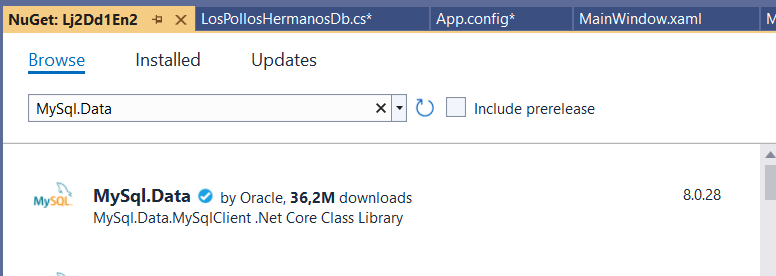 NuGet: Lj2Dd1En2 LosPollosHermanosDb.cs* App.config* MainWindow.xaml M
Browse Installed Updates
MySql.Data Include prerelease
MySQL MySql.Data by Oracle, 36,2M downloads 8.0.28
MySql.Data.MySqlClient .Net Core Class Library